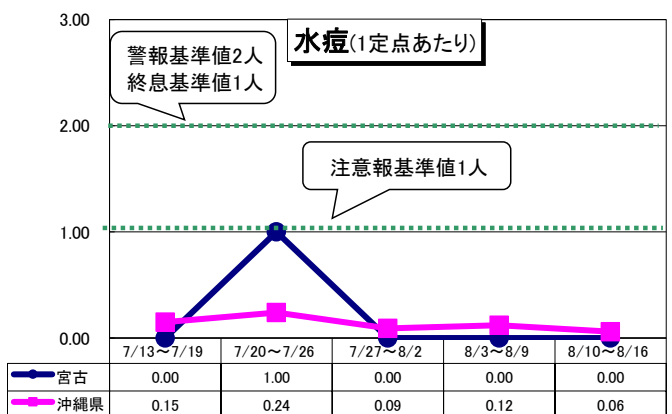 水痘(1定点あたり)
3.00
警報基準値2人
終息基準値1人
2.00
注意報基準値1人
1.00
0.00
7/13～7/19 7/20～7/26 7/27～8/2 8/3～8/9 8/10～8/16
宮古 0.00 1.00 0.00 0.00 0.00
沖縄県 0.15 0.24 0.09 0.12 0.06